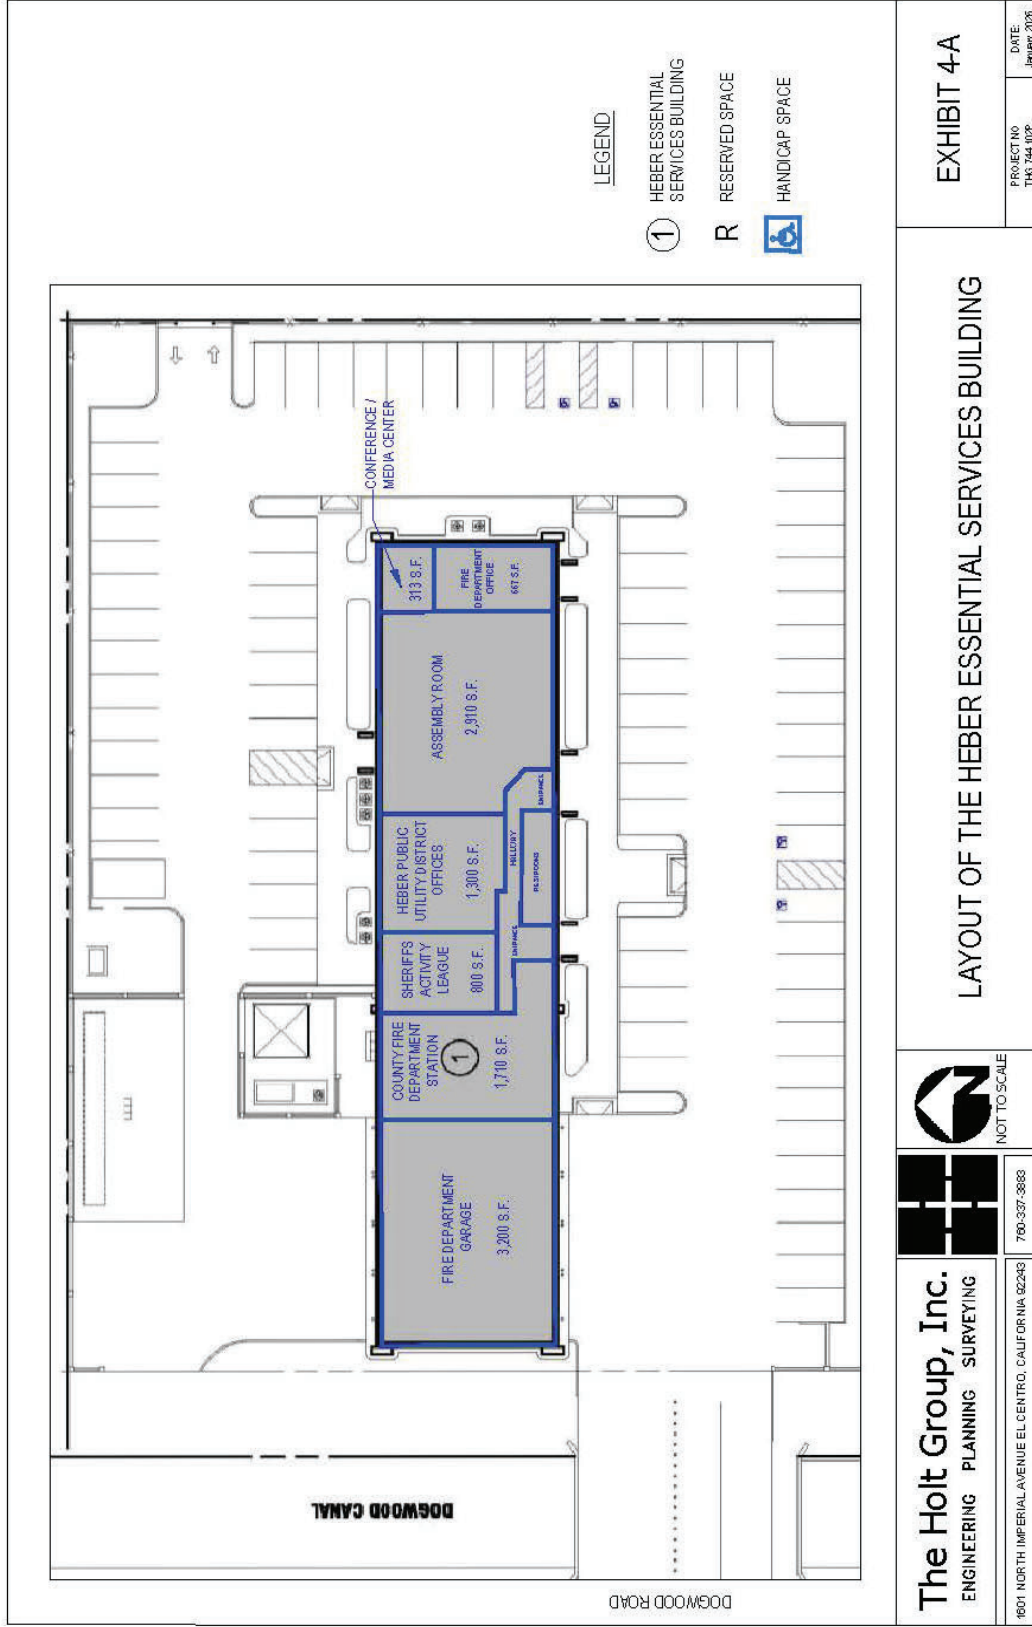 LEGEND
1
HEBER ESSENTIAL
SERVICES BUILDING
R
RESERVED SPACE
HANDICAP SPACE
CONFERENCE /
MEDIA CENTER
313 S.F.
FIRE
DEPARTMENT
OFFICE
667 S.F.
ASSEMBLY ROOM
2,910 S.F.
HEBER PUBLIC
UTILITY DISTRICT
OFFICES
1,300 S.F.
SHERIFFS
ACTIVITY
LEAGUE
800 S.F.
COUNTY FIRE
DEPARTMENT
STATION
1
1,710 S.F.
FIRE DEPARTMENT
GARAGE
3,200 S.F.
DOGWOOD CANAL
DOGWOOD ROAD
The Holt Group, Inc.
ENGINEERING PLANNING SURVEYING
1601 NORTH IMPERIAL AVENUE EL CENTRO, CALIFORNIA 92243
760-337-3883
N
NOT TO SCALE
LAYOUT OF THE HEBER ESSENTIAL SERVICES BUILDING
EXHIBIT 4-A
PROJECT NO
DATE: